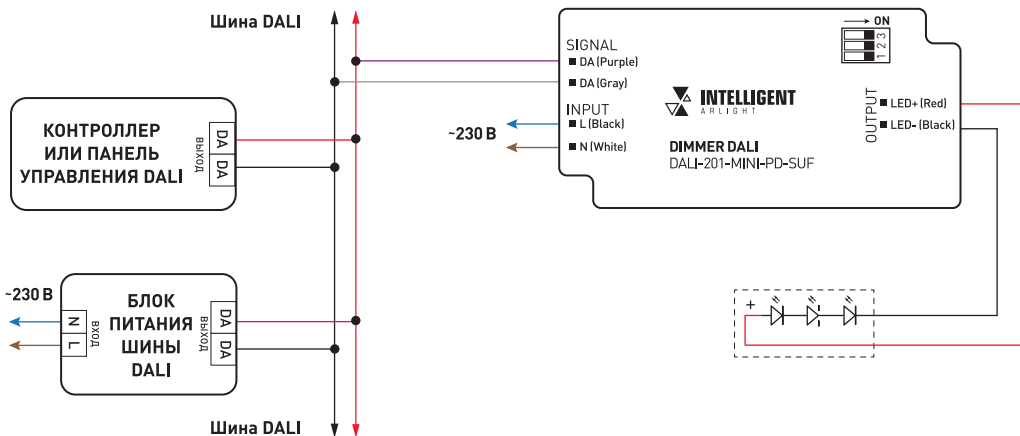 Шина DALI
ON
1 2 3
SIGNAL
DA (Purple)
DA (Gray)
INPUT
~230 В
L (Black)
N (White)
INTELLIGENT
ARLIGHT
DIMMER DALI
DALI-201-MINI-PD-SUF
OUTPUT
LED+ (Red)
LED- (Black)
КОНТРОЛЛЕР
ИЛИ ПАНЕЛЬ
УПРАВЛЕНИЯ DALI
ВЫХОД
DA
DA
~230 В
N
L
ВХОД
БЛОК
ПИТАНИЯ
ШИНЫ
DALI
ВЫХОД
DA
DA
+
Шина DALI